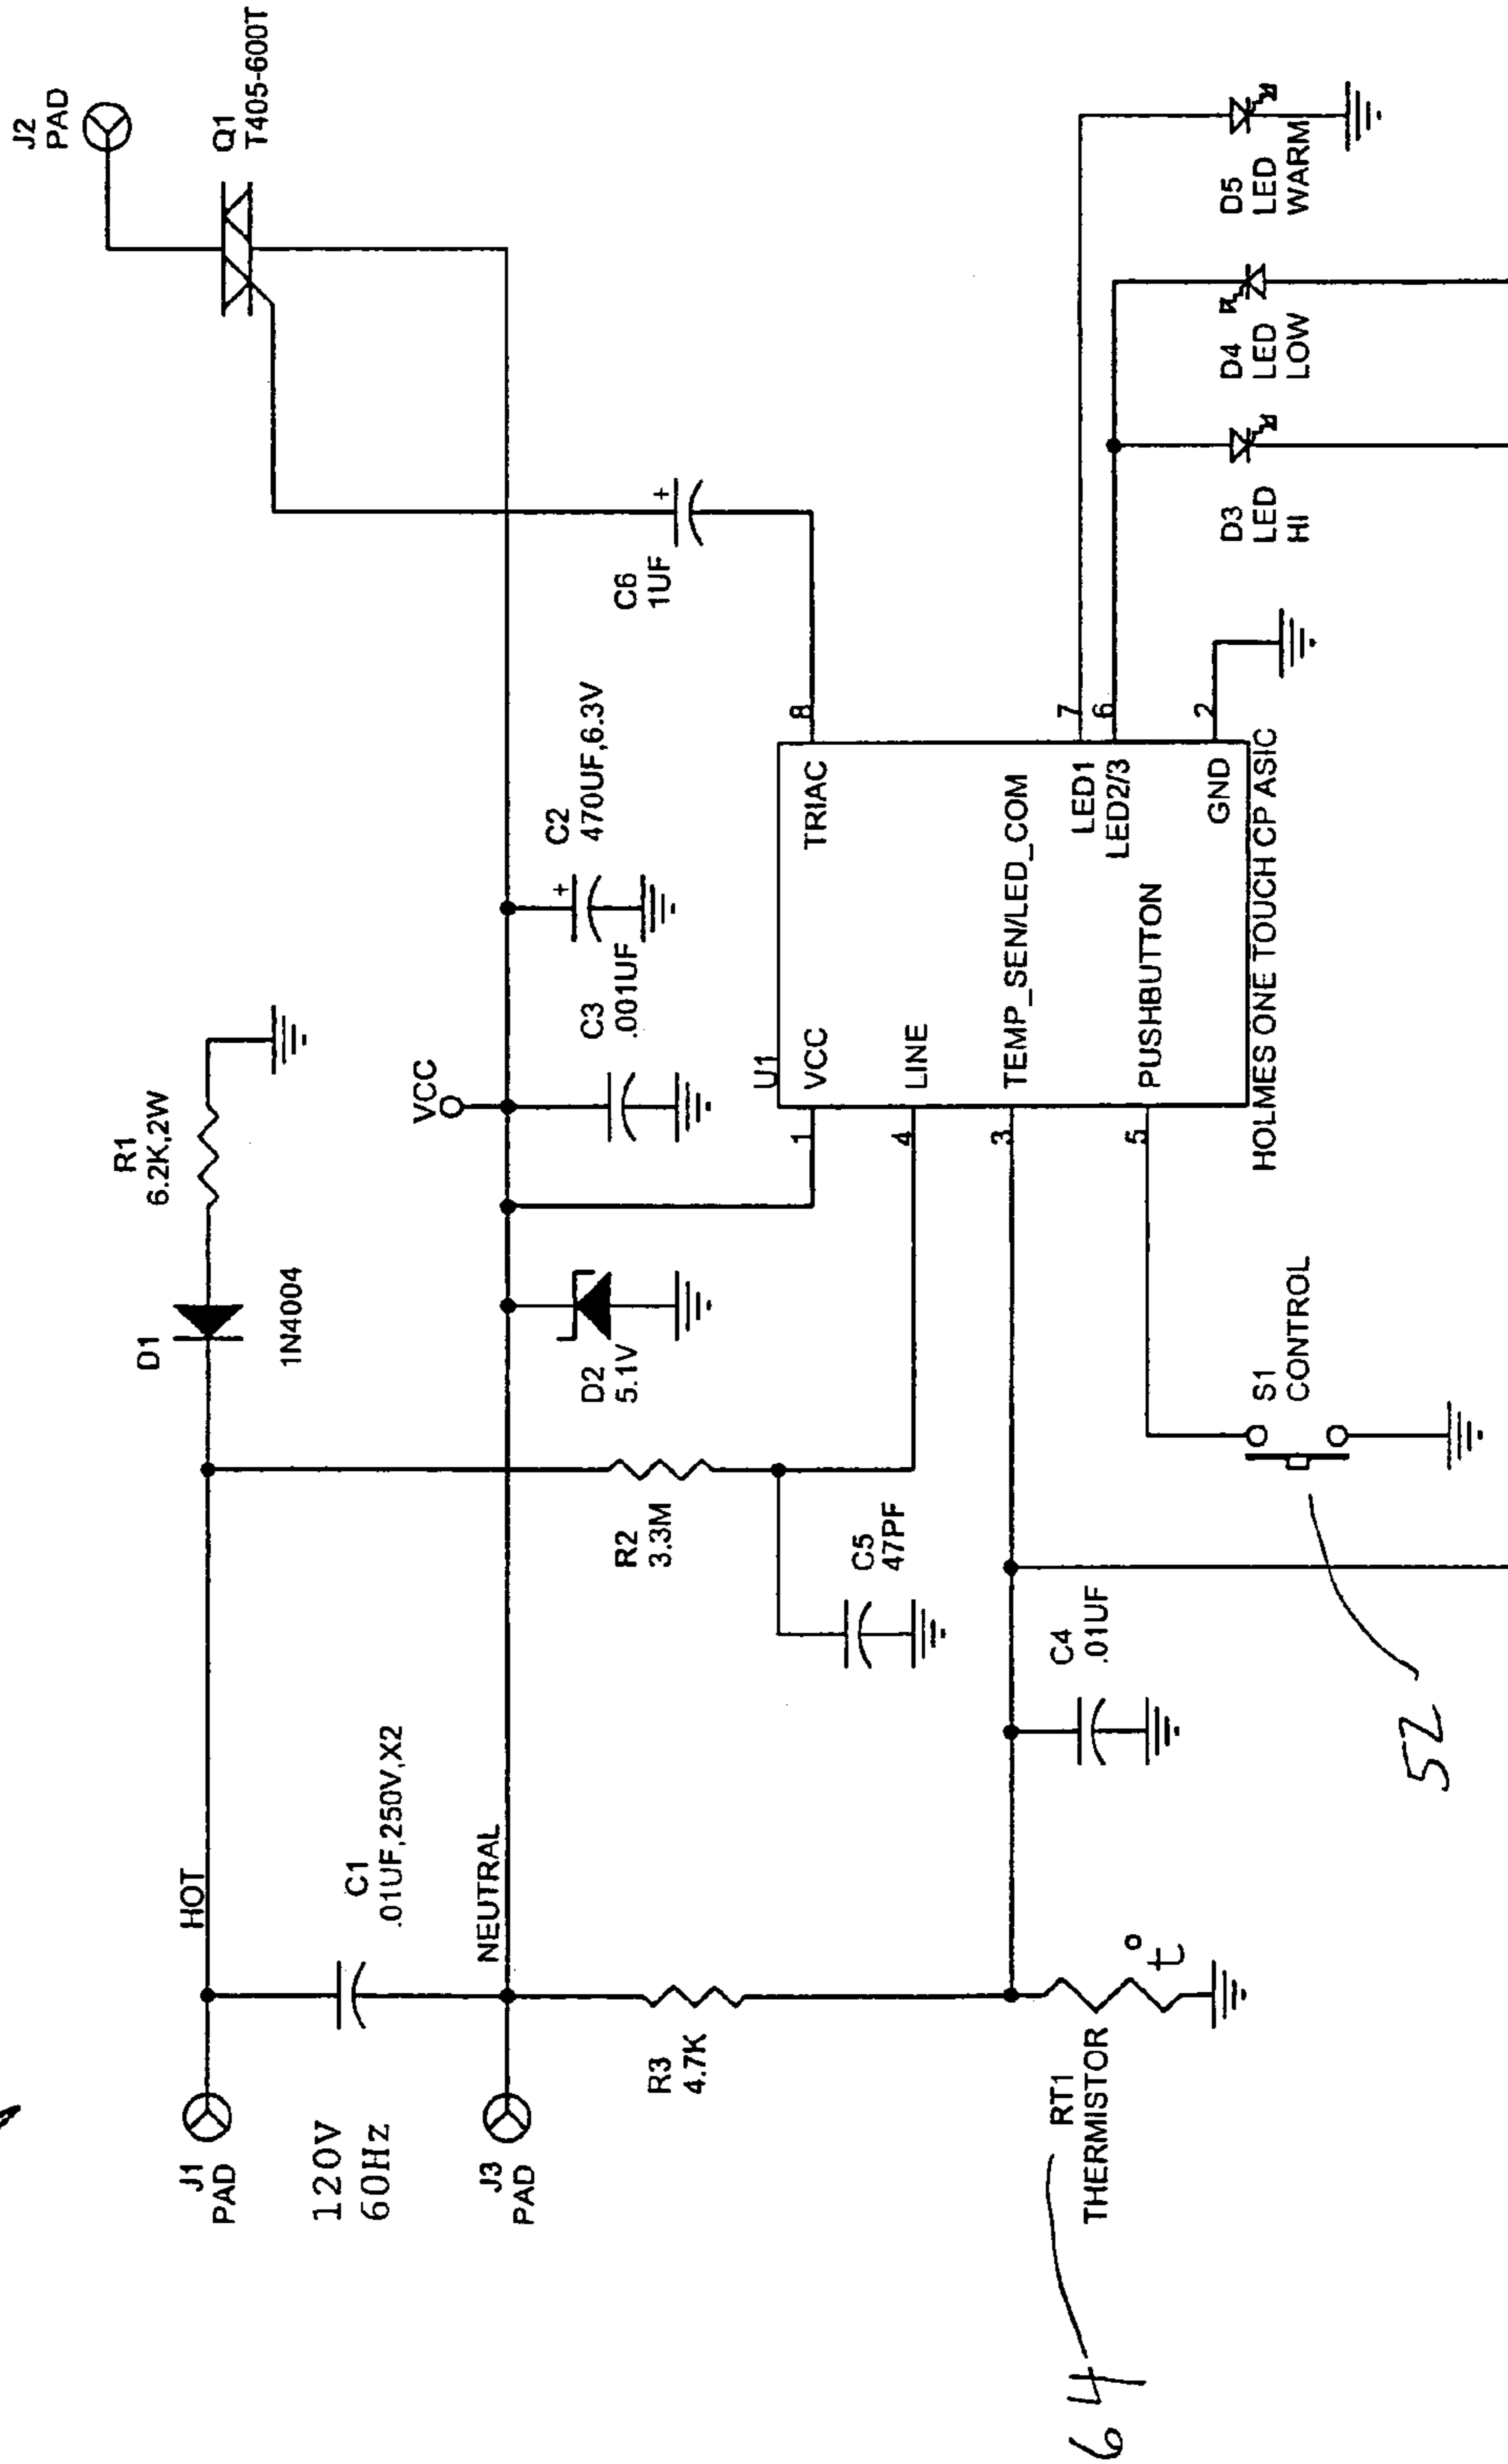 J2
PAD
Q1
T405-600T
R1
6.2K,2W
D1
1N4004
HOT
J1
PAD
120V
60Hz
C1
.01UF,250V,X2
NEUTRAL
J3
PAD
VCC
C2
470UF,6.3V
C3
.001UF
D2
5.1V
C6
1UF
+
+
R2
3.3M
R3
4.7K
C5
47PF
U1
1
VCC
TRIAC
8
4
LINE
3
TEMP_SEN/LED_COM
LED1
7
LED2/3
6
5
PUSHBUTTON
GND
2
HOLMES ONE TOUCH CP ASIC
C4
.01UF
RT1
THERMISTOR
t°
64
S1
CONTROL
52
D3
LED
HI
D4
LED
LOW
D5
LED
WARM